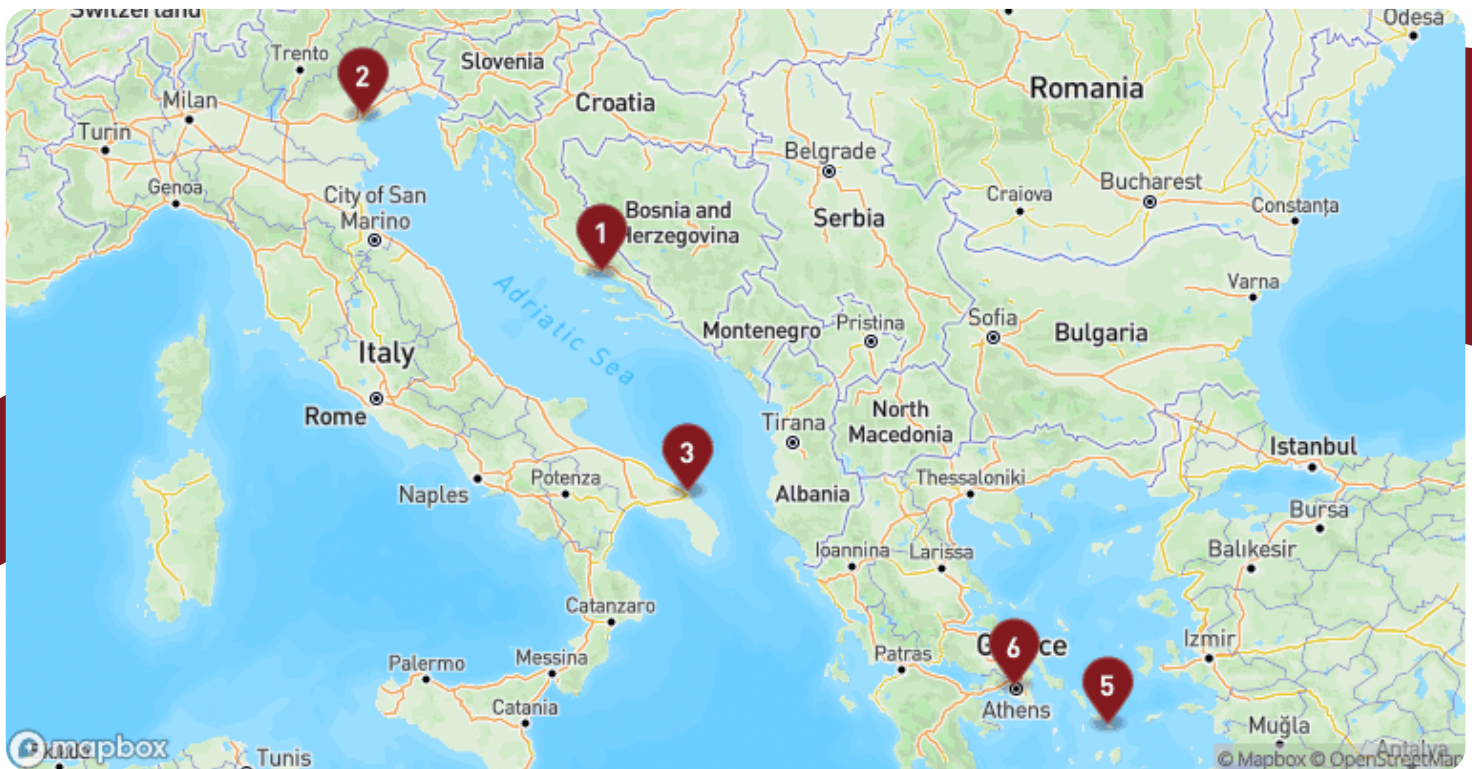 Switzerland
Odesa
Trento
Slovenia
2
Romania
Milan
Croatia
Turin
Belgrade
Bucharest
Genoa
City of San
Marino
Craiova
Constanța
Bosnia and
Herzegovina
1
Serbia
Varna
Adriatic Sea
Montenegro
Pristina
Sofia
Bulgaria
Italy
Rome
Tirana
North
Macedonia
Istanbul
3
Naples
Potenza
Albania
Thessaloniki
Bursa
Ioannina
Larissa
Balıkesir
Catanzaro
Palermo
Messina
Patras
6
Izmir
5
Catania
Athens
Muğla
mapbox
Tunis
Antalya
© Mapbox © OpenStreetMap